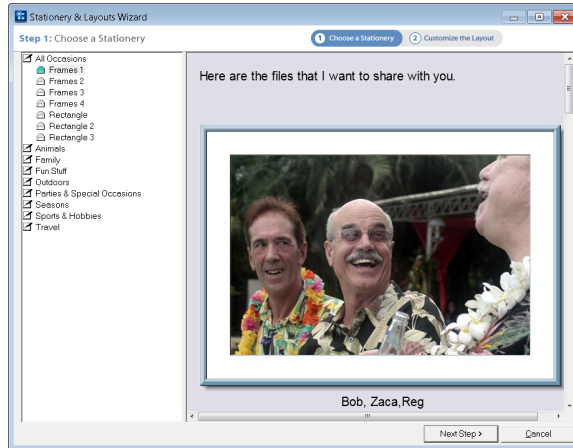 Stationery & Layouts Wizard
Step 1: Choose a Stationery
1 Choose a Stationery
2 Customize the Layout
All Occasions
Frames 1
Frames 2
Frames 3
Frames 4
Rectangle
Rectangle 2
Rectangle 3
Animals
Family
Fun Stuff
Outdoors
Parties & Special Occasions
Seasons
Sports & Hobbies
Travel
Here are the files that I want to share with you.
Bob, Zaca,Reg
Next Step >
Cancel